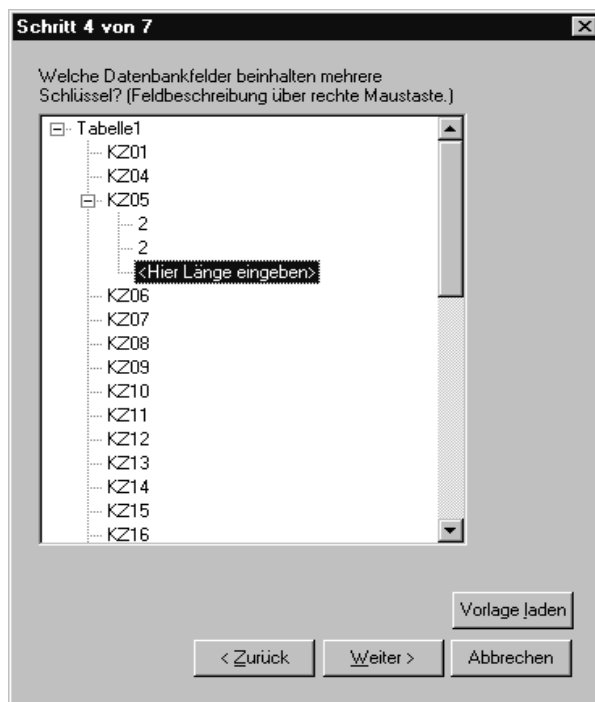 Schritt 4 von 7
Welche Datenbankfelder beinhalten mehrere
Schlüssel? (Feldbeschreibung über rechte Maustaste.)
Tabelle1
KZ01
KZ04
KZ05
2
2
<Hier Länge eingeben>
KZ06
KZ07
KZ08
KZ09
KZ10
KZ11
KZ12
KZ13
KZ14
KZ15
KZ16
Vorlage laden
< Zurück Weiter > Abbrechen